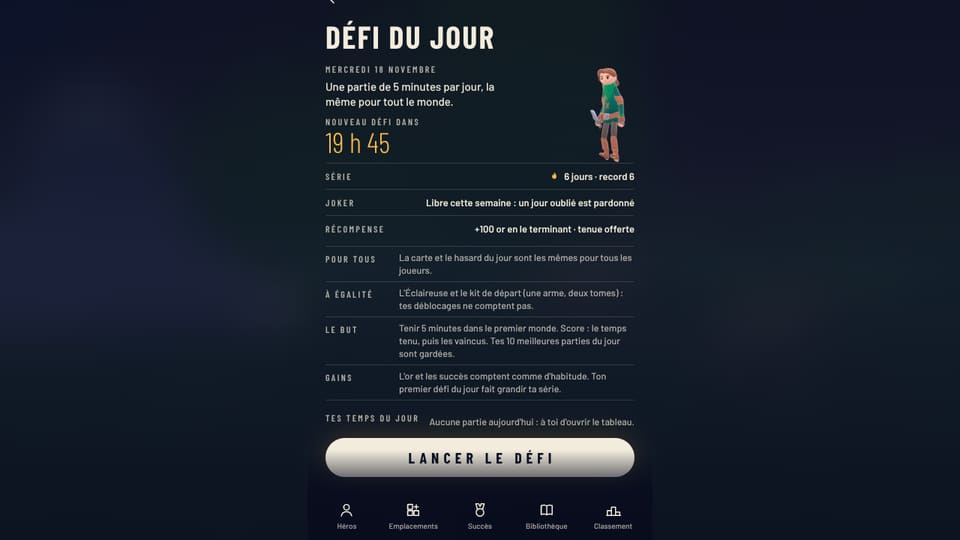 DÉFI DU JOUR
MERCREDI 18 NOVEMBRE
Une partie de 5 minutes par jour, la
même pour tout le monde.
NOUVEAU DÉFI DANS
19 h 45
SÉRIE
6 jours · record 6
JOKER
Libre cette semaine : un jour oublié est pardonné
RÉCOMPENSE
+100 or en le terminant · tenue offerte
POUR TOUS
La carte et le hasard du jour sont les mêmes pour tous les
joueurs.
À ÉGALITÉ
L'Éclaireuse et le kit de départ (une arme, deux tomes) :
tes déblocages ne comptent pas.
LE BUT
Tenir 5 minutes dans le premier monde. Score : le temps
tenu, puis les vaincus. Tes 10 meilleures parties du jour
sont gardées.
GAINS
L'or et les succès comptent comme d'habitude. Ton
premier défi du jour fait grandir ta série.
TES TEMPS DU JOUR
Aucune partie aujourd'hui : à toi d'ouvrir le tableau.
LANCER LE DÉFI
Héros
Emplacements
Succès
Bibliothèque
Classement